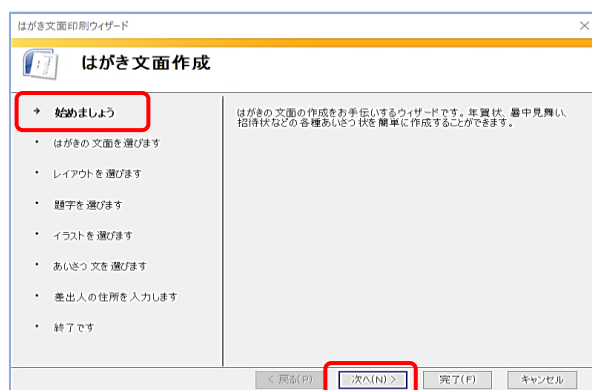 はがき文面印刷ウィザード
はがき文面作成
始めましょう
はがきの文面を選びます
レイアウトを選びます
題字を選びます
イラストを選びます
あいさつ文を選びます
差出人の住所を入力します
終了です
はがきの文面の作成をお手伝いするウィザードです。年賀状、暑中見舞い、
招待状などの各種あいさつ状を簡単に作成することができます。
< 戻る(P)
次へ(N) >
完了(F)
キャンセル